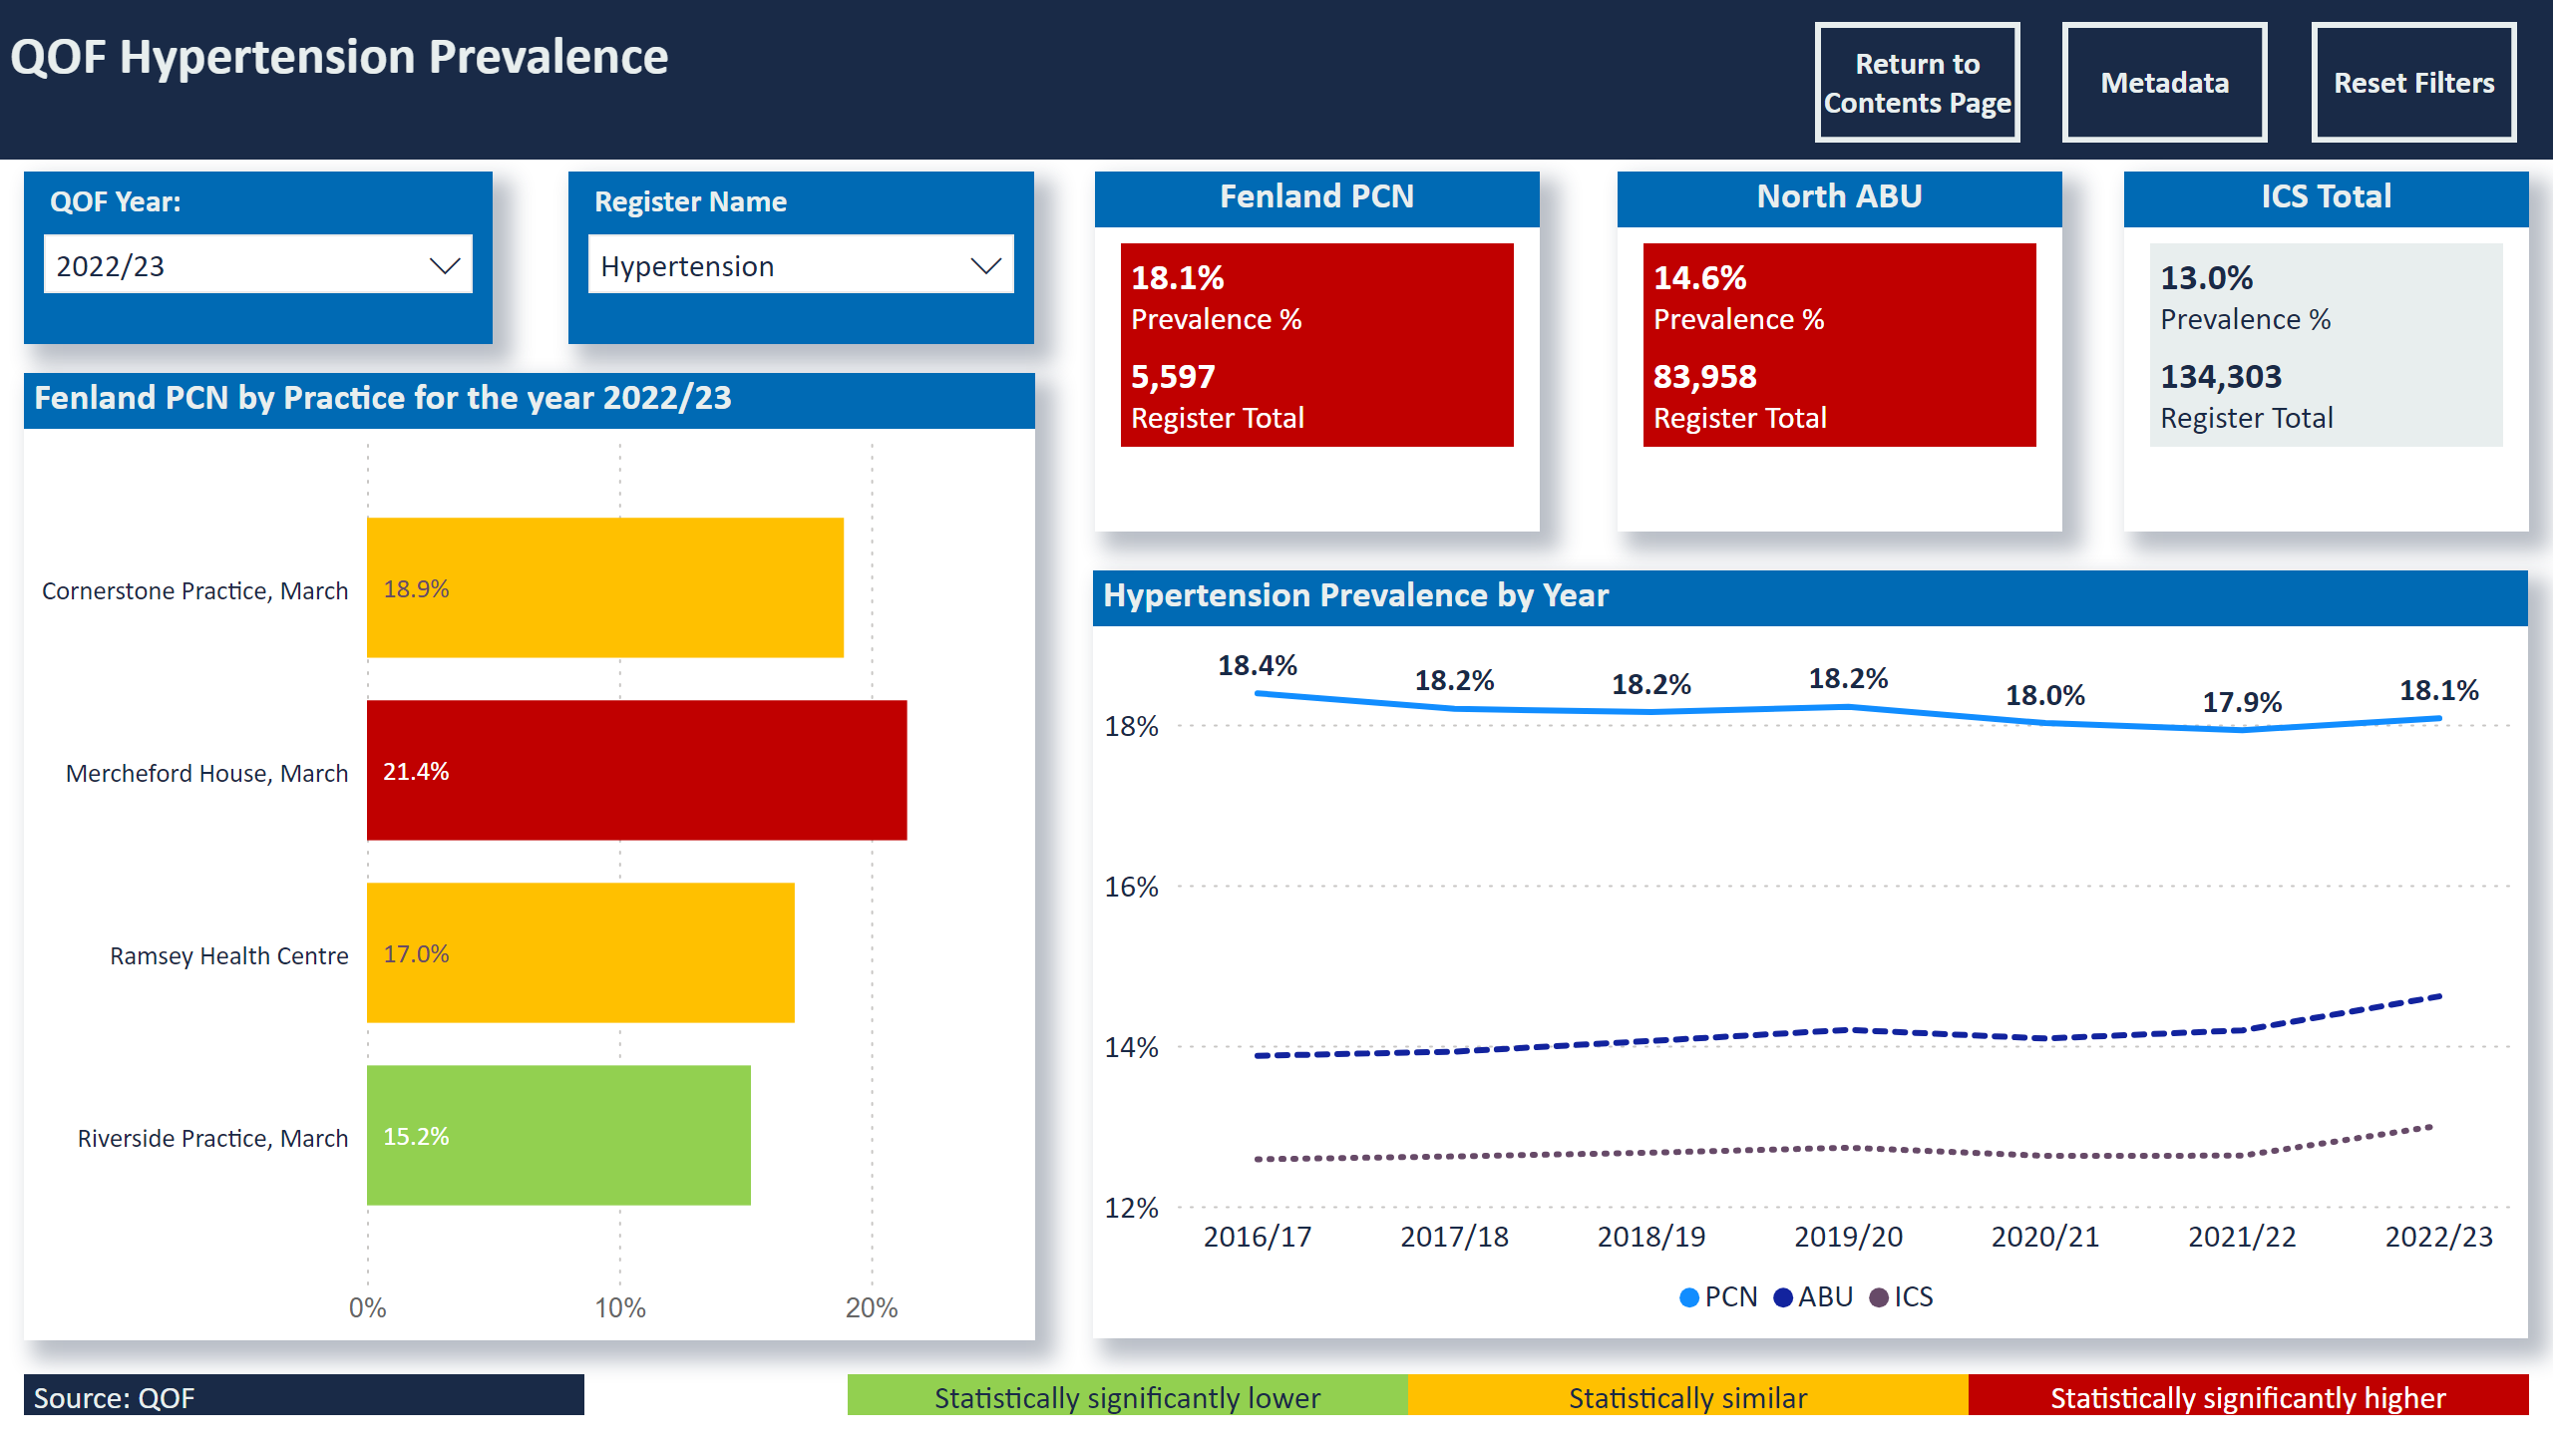 QOF Hypertension Prevalence
Return to
Contents Page
Metadata
Reset Filters
QOF Year:
2022/23
Register Name
Hypertension
Fenland PCN
18.1%
Prevalence %
5,597
Register Total
North ABU
14.6%
Prevalence %
83,958
Register Total
ICS Total
13.0%
Prevalence %
134,303
Register Total
Fenland PCN by Practice for the year 2022/23
Cornerstone Practice, March
18.9%
Mercheford House, March
21.4%
Ramsey Health Centre
17.0%
Riverside Practice, March
15.2%
0%
10%
20%
Hypertension Prevalence by Year
18.4%
18.2%
18.2%
18.2%
18.0%
17.9%
18.1%
18%
16%
14%
12%
2016/17
2017/18
2018/19
2019/20
2020/21
2021/22
2022/23
PCN
ABU
ICS
Source: QOF
Statistically significantly lower
Statistically similar
Statistically significantly higher